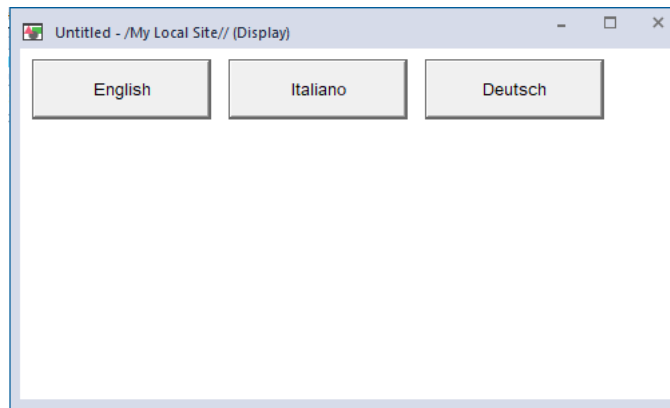 Untitled - /My Local Site// (Display)
English Italiano Deutsch